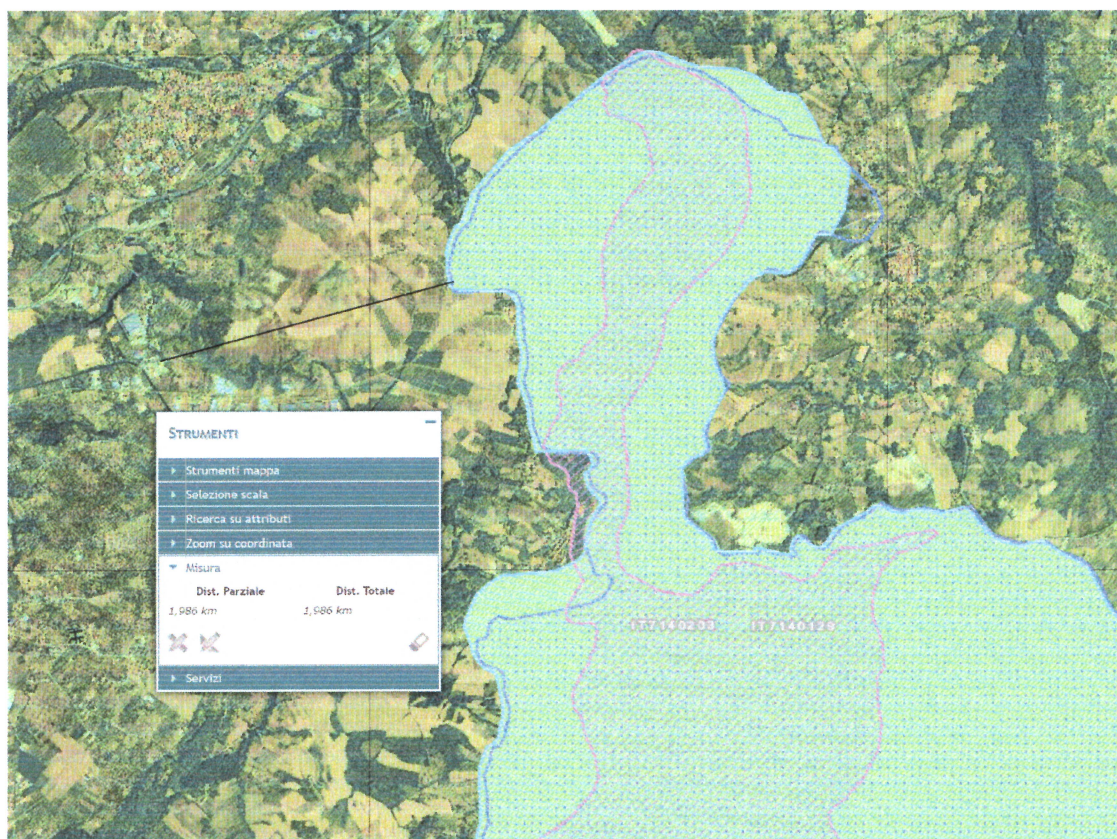 STRUMENTI
Strumenti mappa
Selezione scala
Ricerca su attributi
Zoom su coordinata
Misura
Dist. Parziale Dist. Totale
1,986 km 1,986 km
Servizi
IT7140203 IT7140129